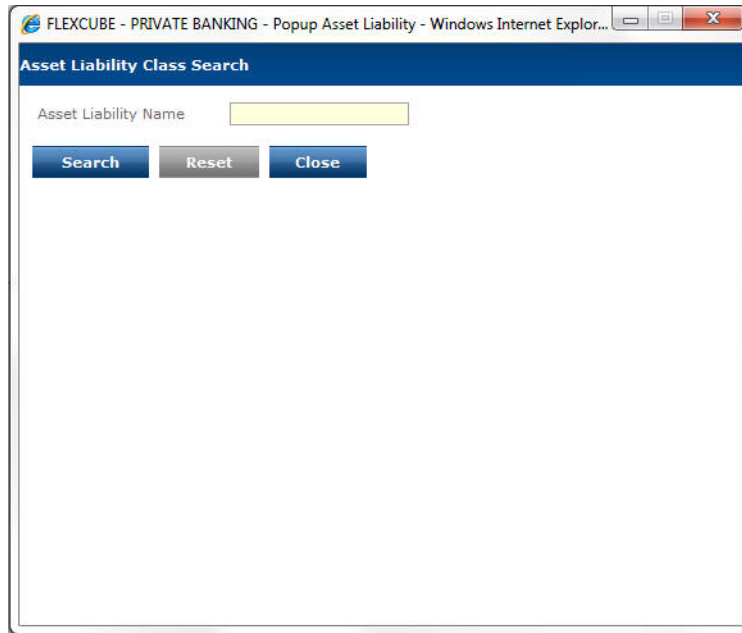 FLEXCUBE - PRIVATE BANKING - Popup Asset Liability - Windows Internet Explor...
Asset Liability Class Search
Asset Liability Name
Search Reset Close